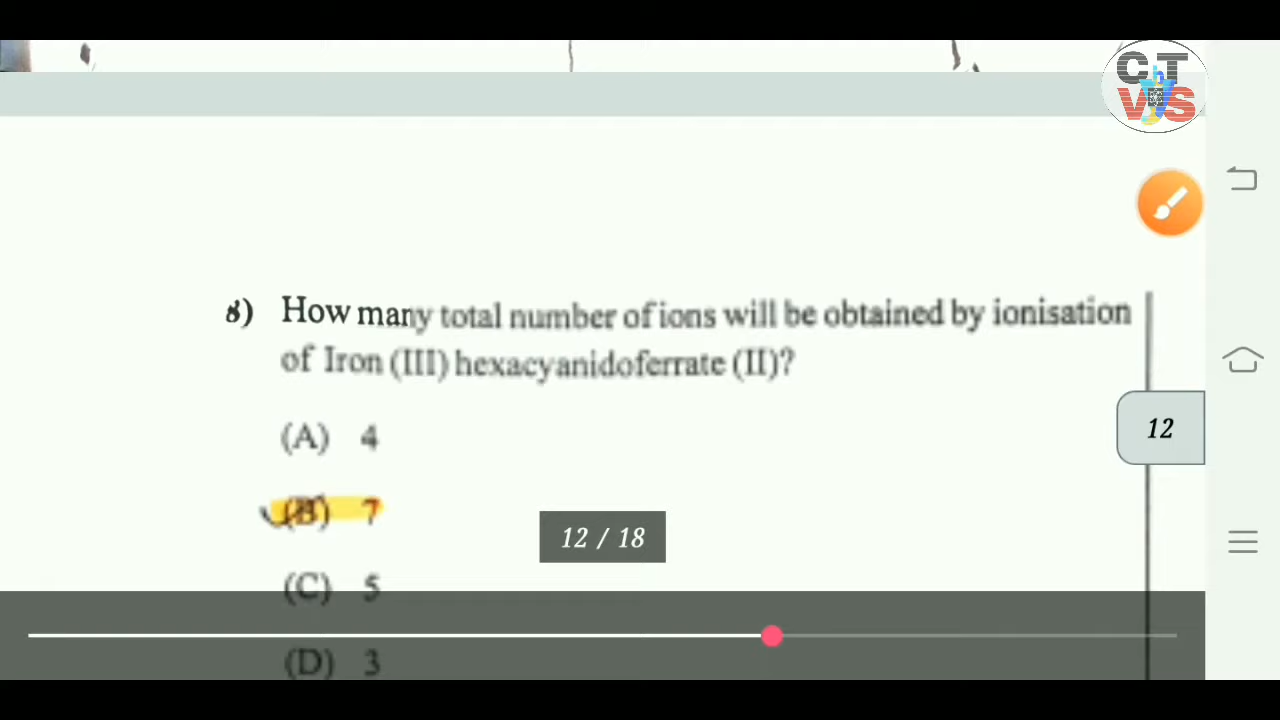 C T
V S
8) How many total number of ions will be obtained by ionisation
of Iron (III) hexacyanidoferrate (II)?
(A) 4
12
(B) 7
12 / 18
(C) 5
(D) 3